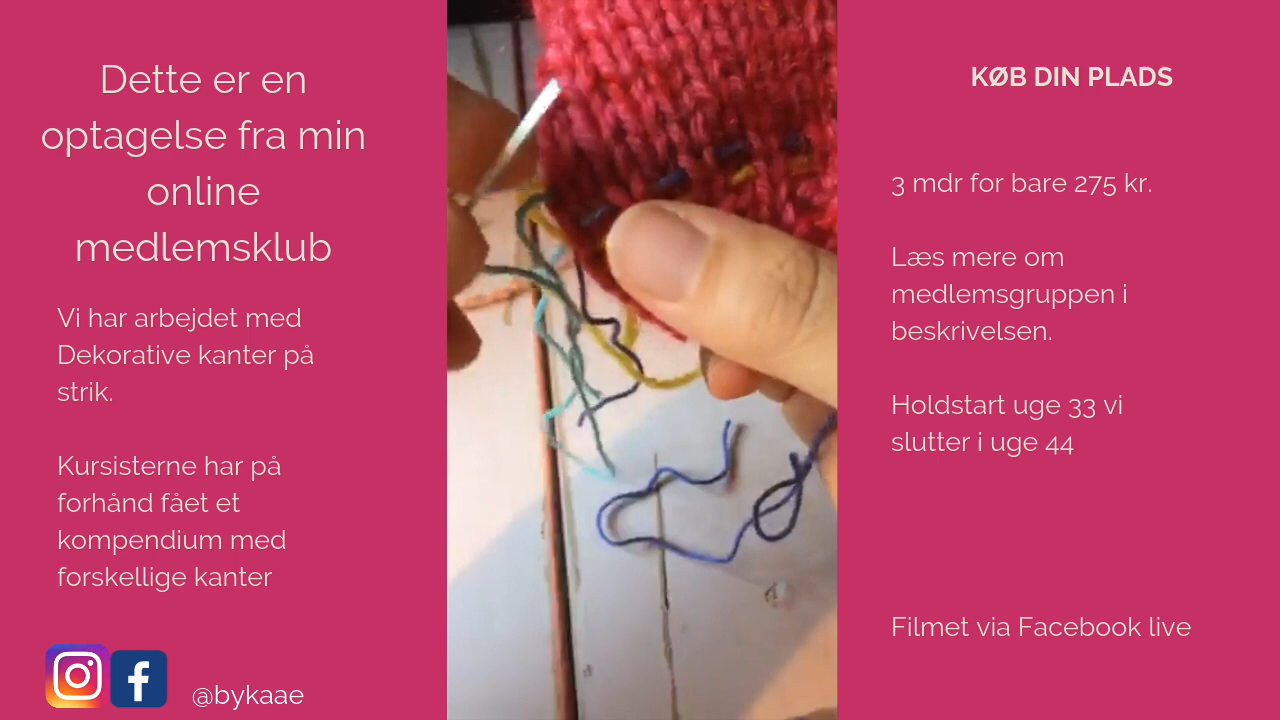 Dette er en
optagelse fra min
online
medlemsklub
Vi har arbejdet med
Dekorative kanter på
strik.
Kursisterne har på
forhånd fået et
kompendium med
forskellige kanter
@bykaae
KØB DIN PLADS
3 mdr for bare 275 kr.
Læs mere om
medlemsgruppen i
beskrivelsen.
Holdstart uge 33 vi
slutter i uge 44
Filmet via Facebook live